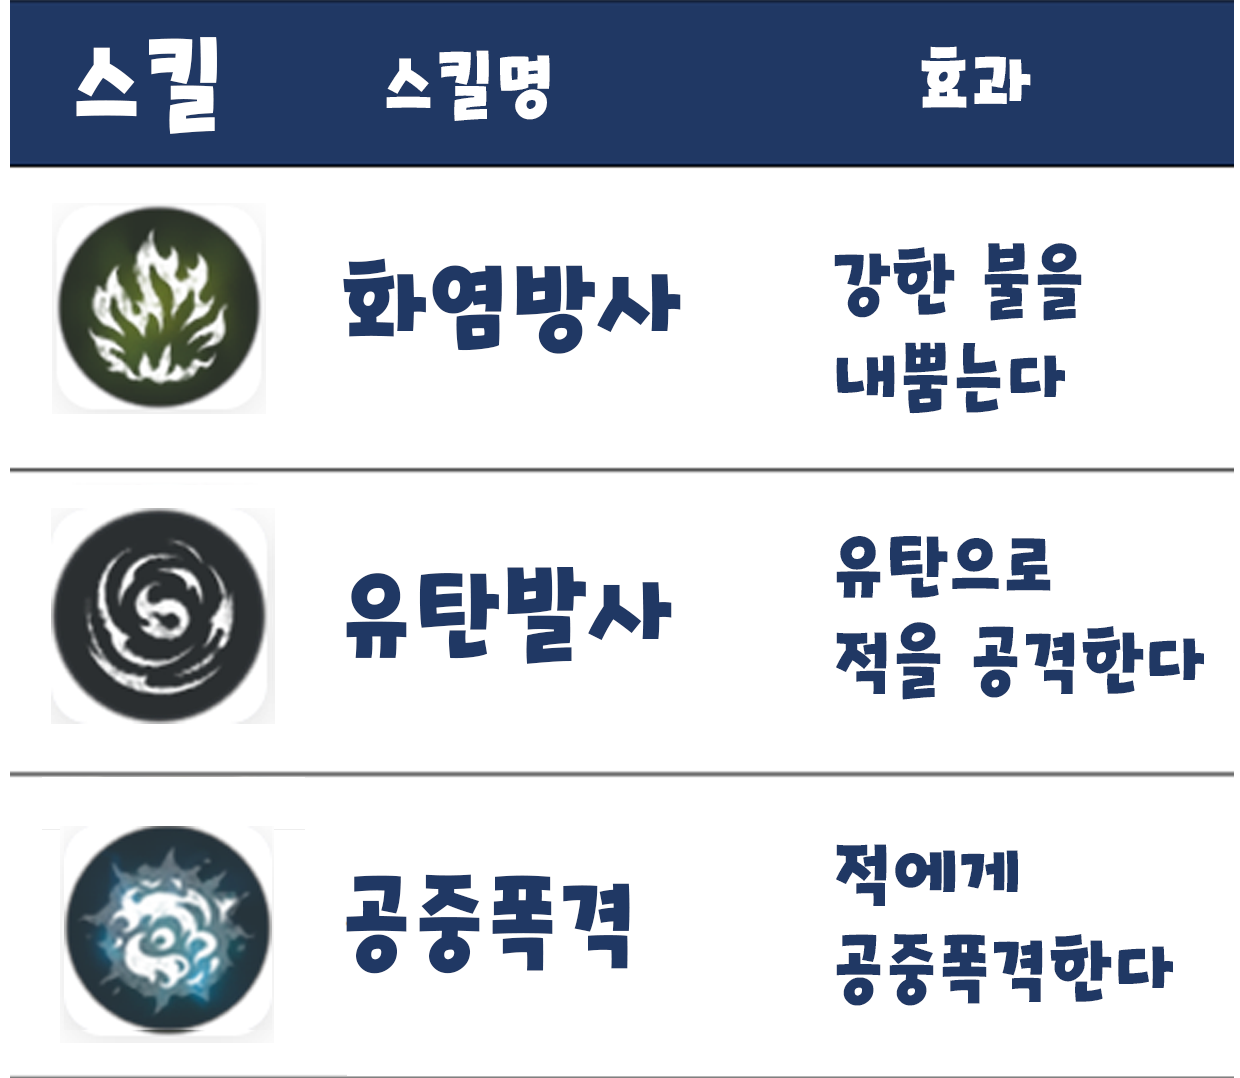 스킬 스킬명 효과
화염방사
강한 불을
내뿜는다
유탄발사
유탄으로
적을 공격한다
공중폭격
적에게
공중폭격한다